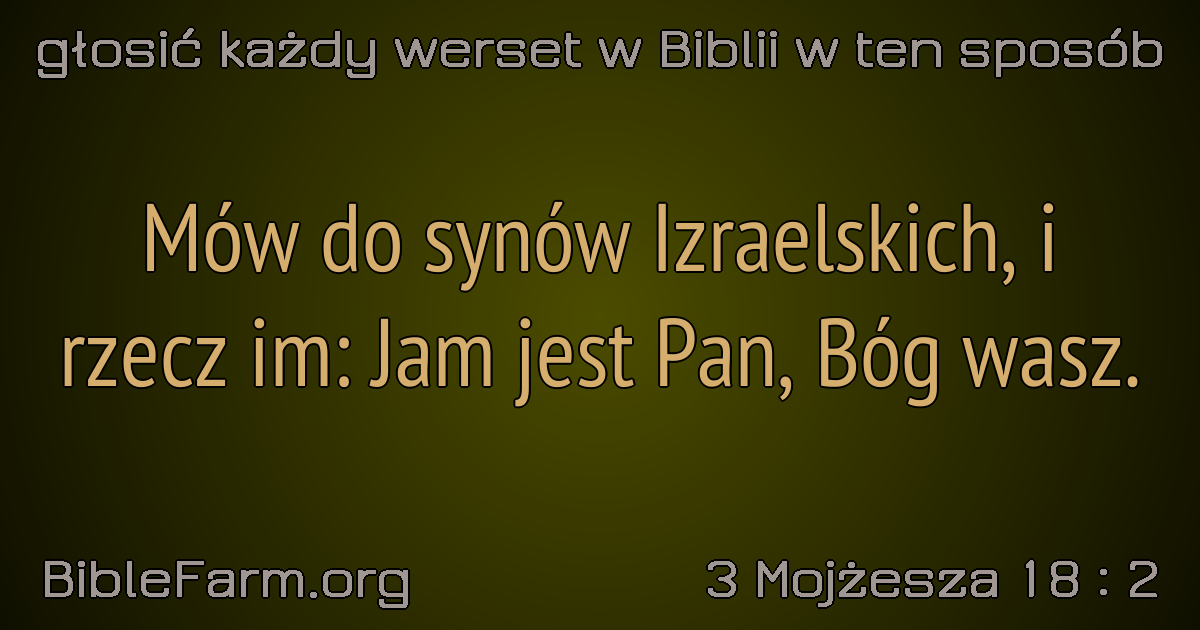 głosić każdy werset w Biblii w ten sposób
Mów do synów Izraelskich, i
rzecz im: Jam jest Pan, Bóg wasz.
BibleFarm.org
3 Mojżesza 18 : 2